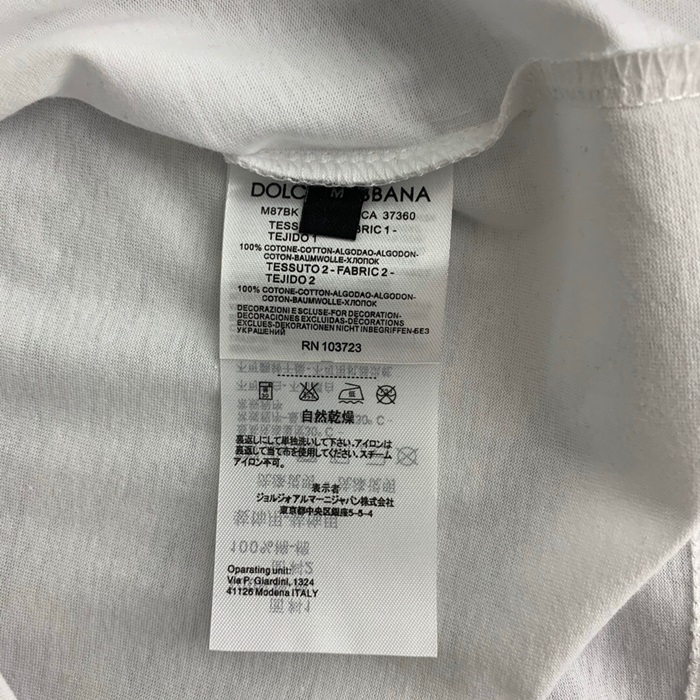 DOLC M BBANA
M87BK CA 37360
TESS BRIC 1 -
TEJIDO 1
100% COTONE-COTTON-ALGODAO-ALGODON-
COTON-BAUMWOLLE-ХЛОПОК
TESSUTO 2 - FABRIC 2 -
TEJIDO 2
100% COTONE-COTTON-ALGODAO-ALGODON-
COTON-BAUMWOLLE-ХЛОПОК
DECORAZIONI ESCLUSE-FOR DECORATION-
DECORACIONES EXCLUIDAS-DÉCORATIONS
EXCLUES-DEKORATIONEN NICHT INBEGRIFFEN-БЕЗ
УКРАШЕНИЙ
RN 103723
自然乾燥
裏返しにして単独洗いして下さい.アイロンは
裏返して当て布を使用してください.スチーム
アイロン不可.
表示者
ジョルジォアルマーニジャパン株式会社
東京都中央区銀座5-5-4
Oparating unit:
Via P. Giardini, 1324
41126 Modena ITALY